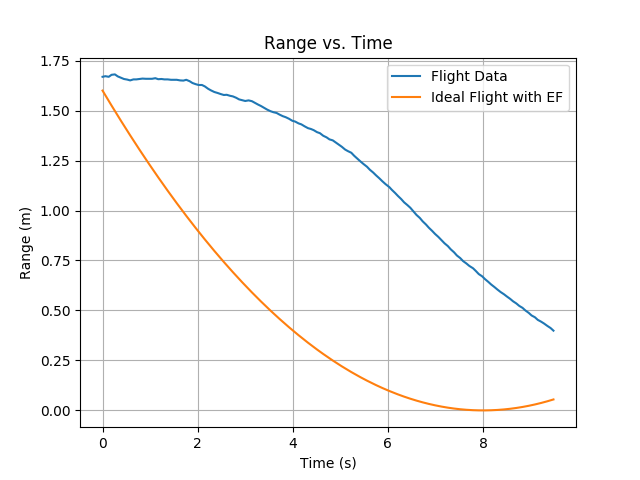 Range vs. Time
Flight Data
Ideal Flight with EF
Range (m)
1.75
1.50
1.25
1.00
0.75
0.50
0.25
0.00
0 2 4 6 8
Time (s)